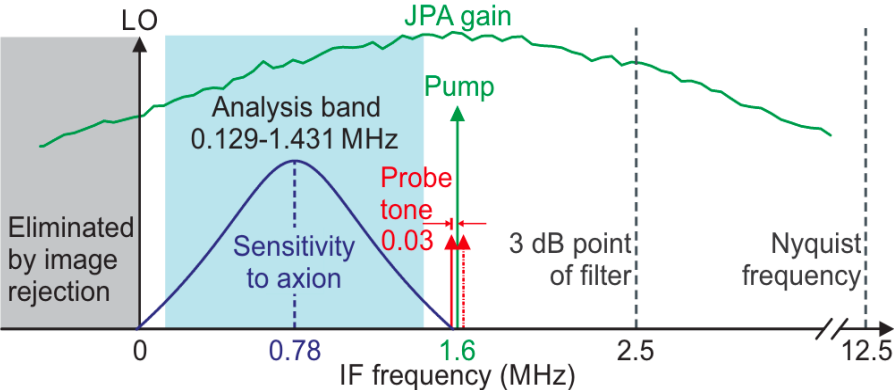 LO
JPA gain
Pump
Analysis band
0.129-1.431 MHz
Probe
tone
0.03
Eliminated
by image
rejection
Sensitivity
to axion
3 dB point
of filter
Nyquist
frequency
0
0.78
1.6
2.5
12.5
IF frequency (MHz)